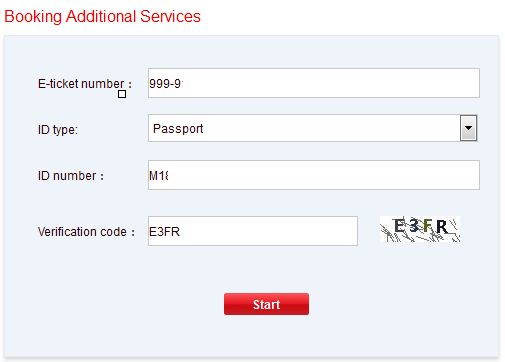 Booking Additional Services
E-ticket number : 999-9
ID type: Passport
ID number : M18
Verification code : E3FR E3FR
Start